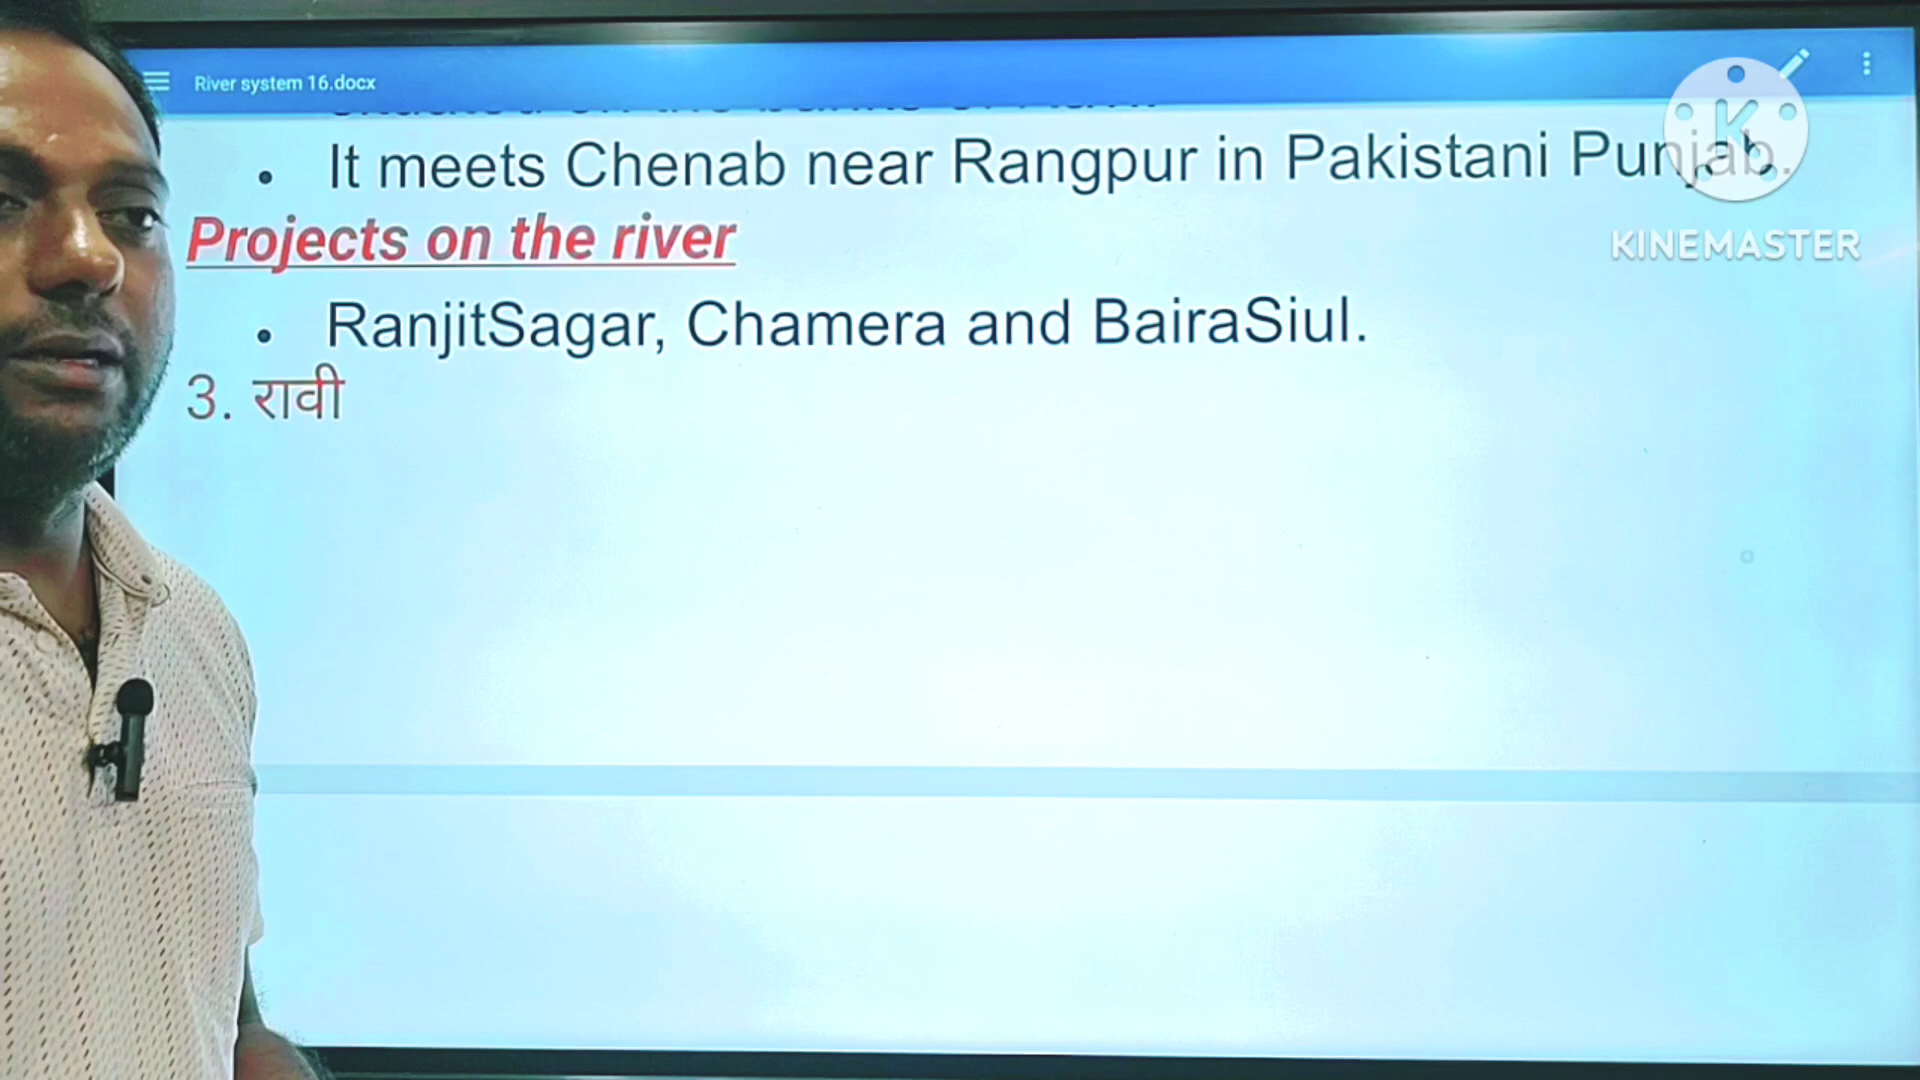 River system 16.docx
It meets Chenab near Rangpur in Pakistani Punjab.
Projects on the river
RanjitSagar, Chamera and BairaSiul.
3. रावी
K
KINEMASTER